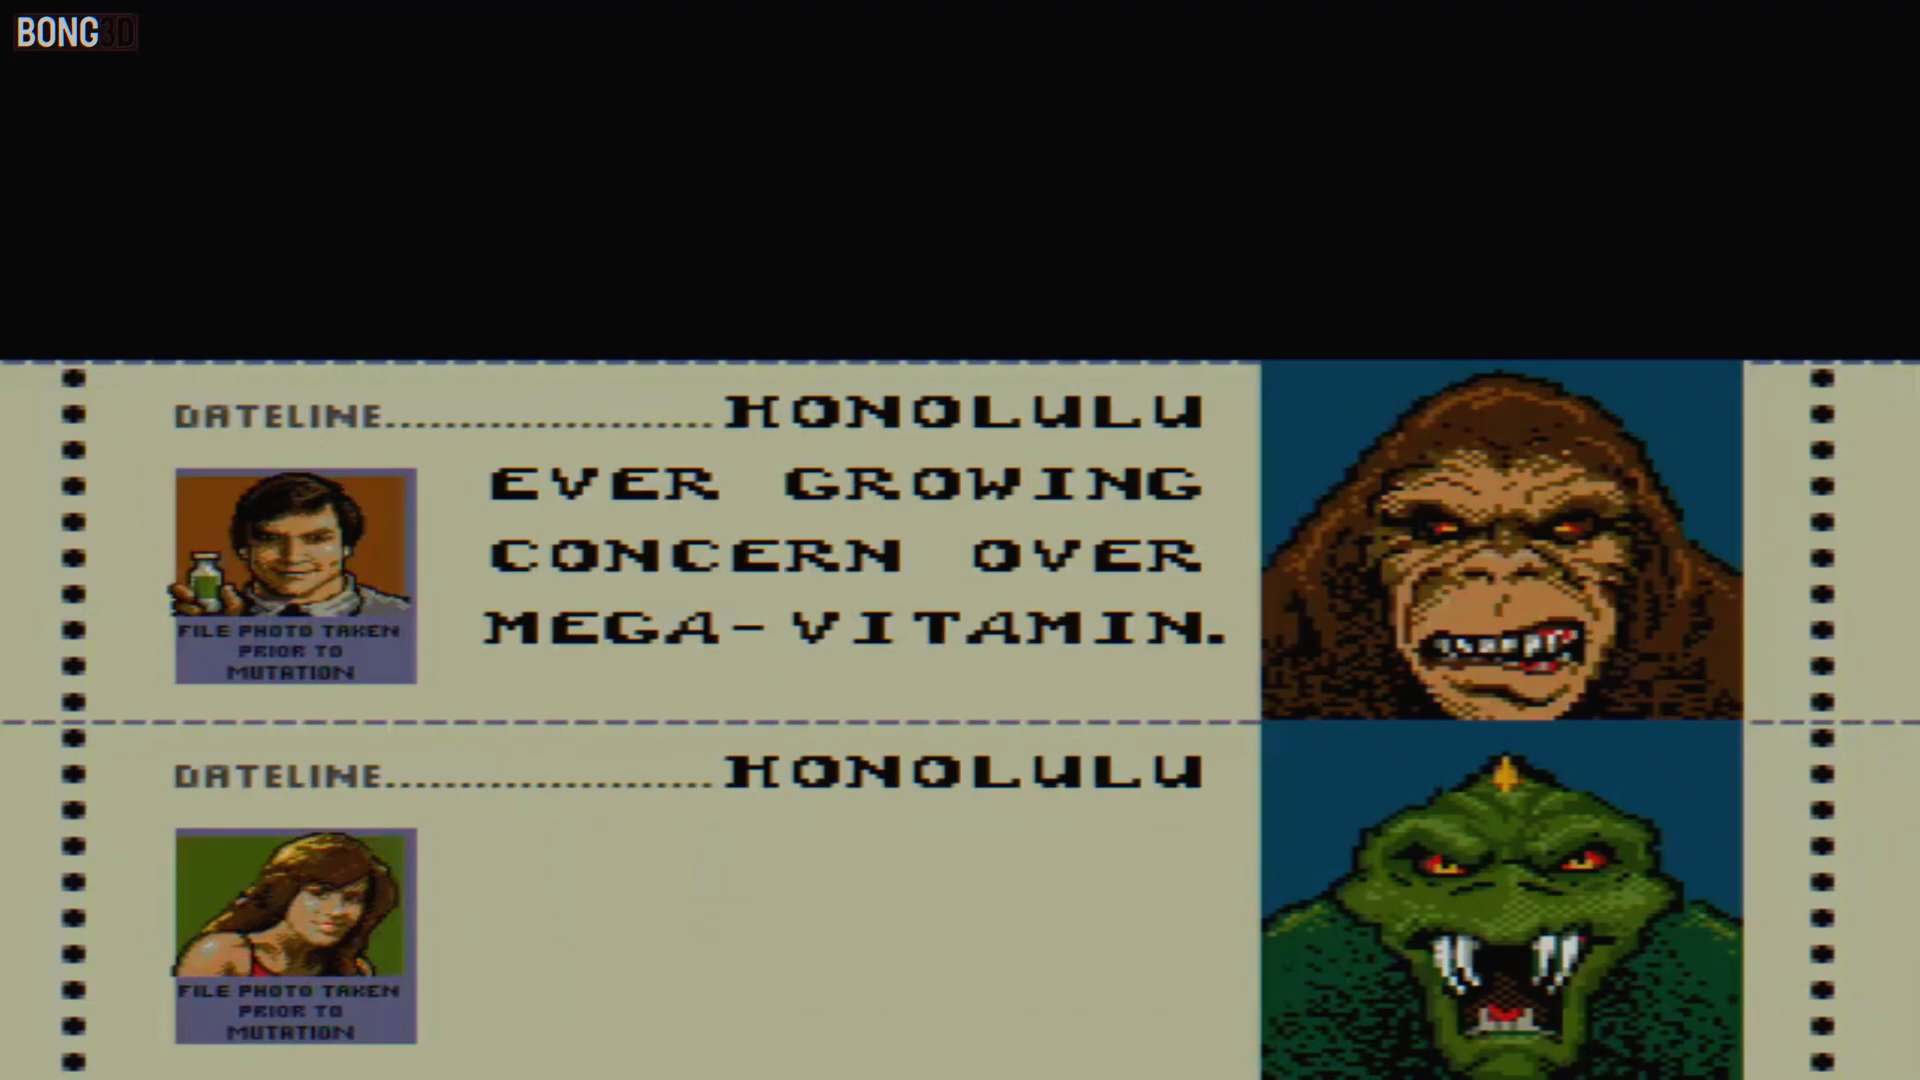 BONG3D
DATELINE......................HONOLULU
EVER GROWING
CONCERN OVER
MEGA-VITAMIN.
FILE PHOTO TAKEN
PRIOR TO
MUTATION
DATELINE......................HONOLULU
FILE PHOTO TAKEN
PRIOR TO
MUTATION